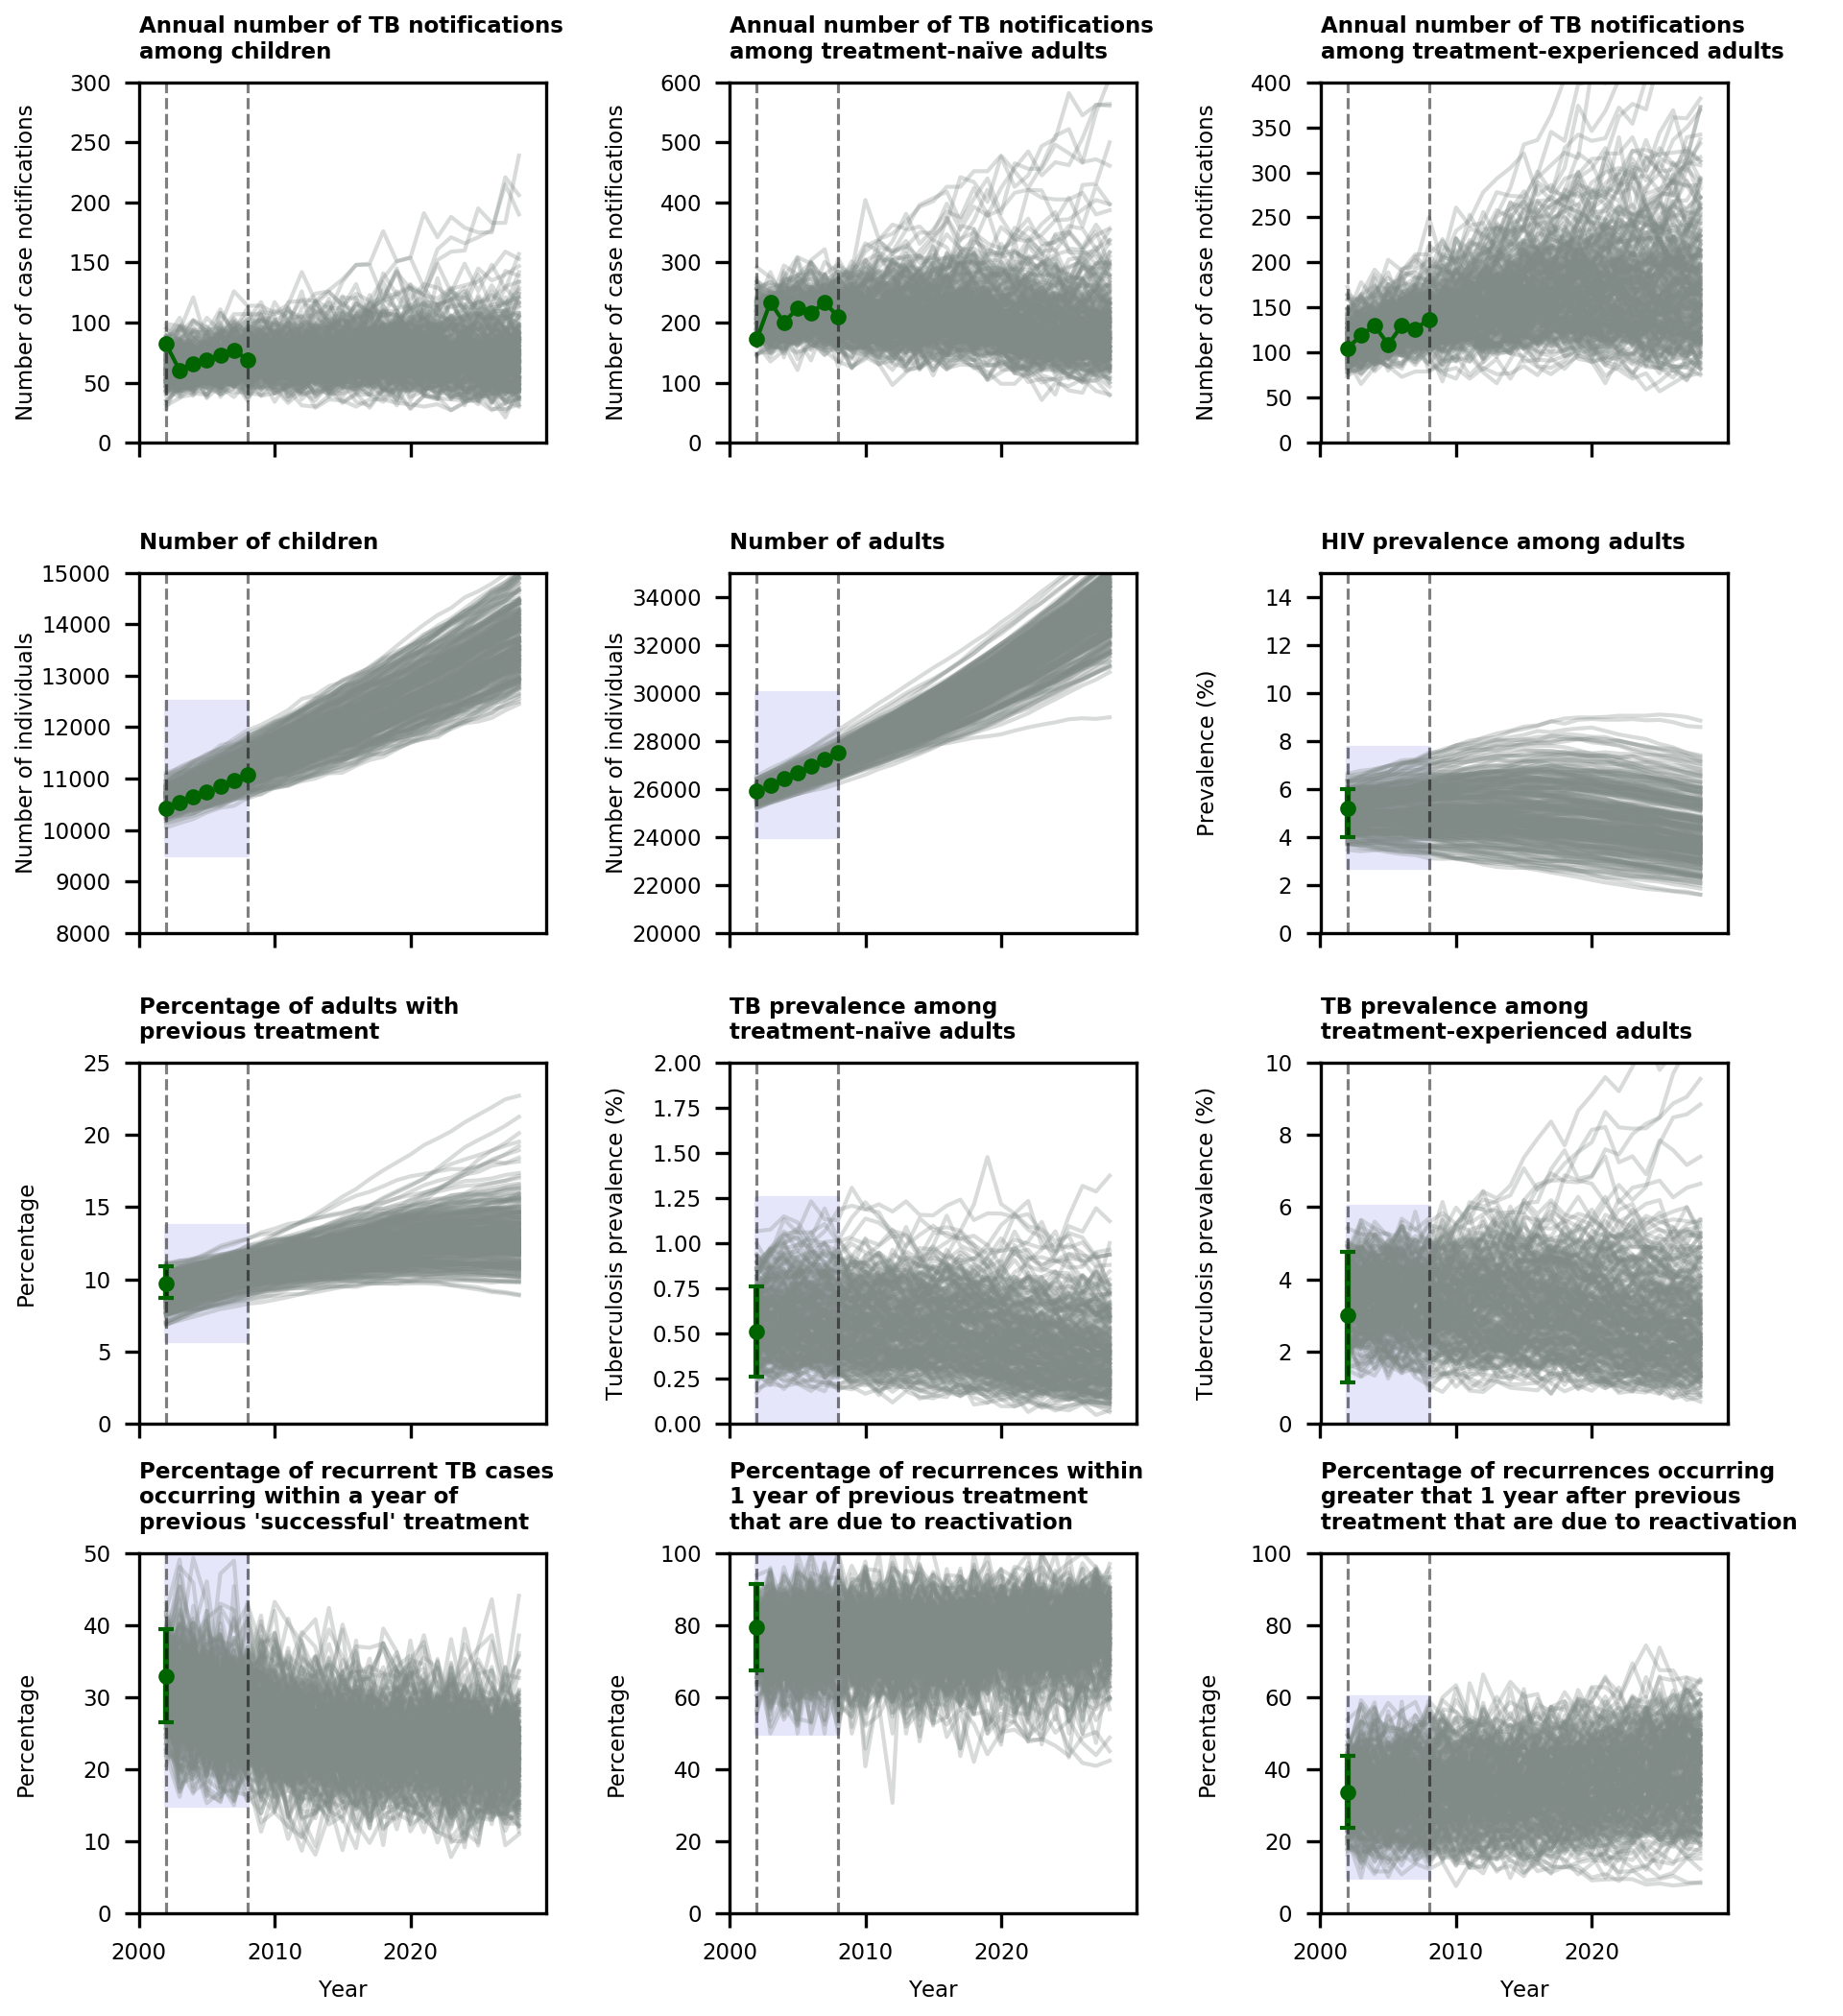 Annual number of TB notifications
among children
Annual number of TB notifications
among treatment-naïve adults
Annual number of TB notifications
among treatment-experienced adults
Number of case notifications
300
250
200
150
100
50
0
Number of case notifications
600
500
400
300
200
100
0
Number of case notifications
400
350
300
250
200
150
100
50
0
Number of children
Number of adults
HIV prevalence among adults
Number of individuals
15000
14000
13000
12000
11000
10000
9000
8000
Number of individuals
34000
32000
30000
28000
26000
24000
22000
20000
Prevalence (%)
14
12
10
8
6
4
2
0
Percentage of adults with
previous treatment
TB prevalence among
treatment-naïve adults
TB prevalence among
treatment-experienced adults
Percentage
25
20
15
10
5
0
Tuberculosis prevalence (%)
2.00
1.75
1.50
1.25
1.00
0.75
0.50
0.25
0.00
Tuberculosis prevalence (%)
10
8
6
4
2
0
Percentage of recurrent TB cases
occurring within a year of
previous 'successful' treatment
Percentage of recurrences within
1 year of previous treatment
that are due to reactivation
Percentage of recurrences occurring
greater that 1 year after previous
treatment that are due to reactivation
Percentage
50
40
30
20
10
0
2000 2010 2020
Year
Percentage
100
80
60
40
20
0
2000 2010 2020
Year
Percentage
100
80
60
40
20
0
2000 2010 2020
Year